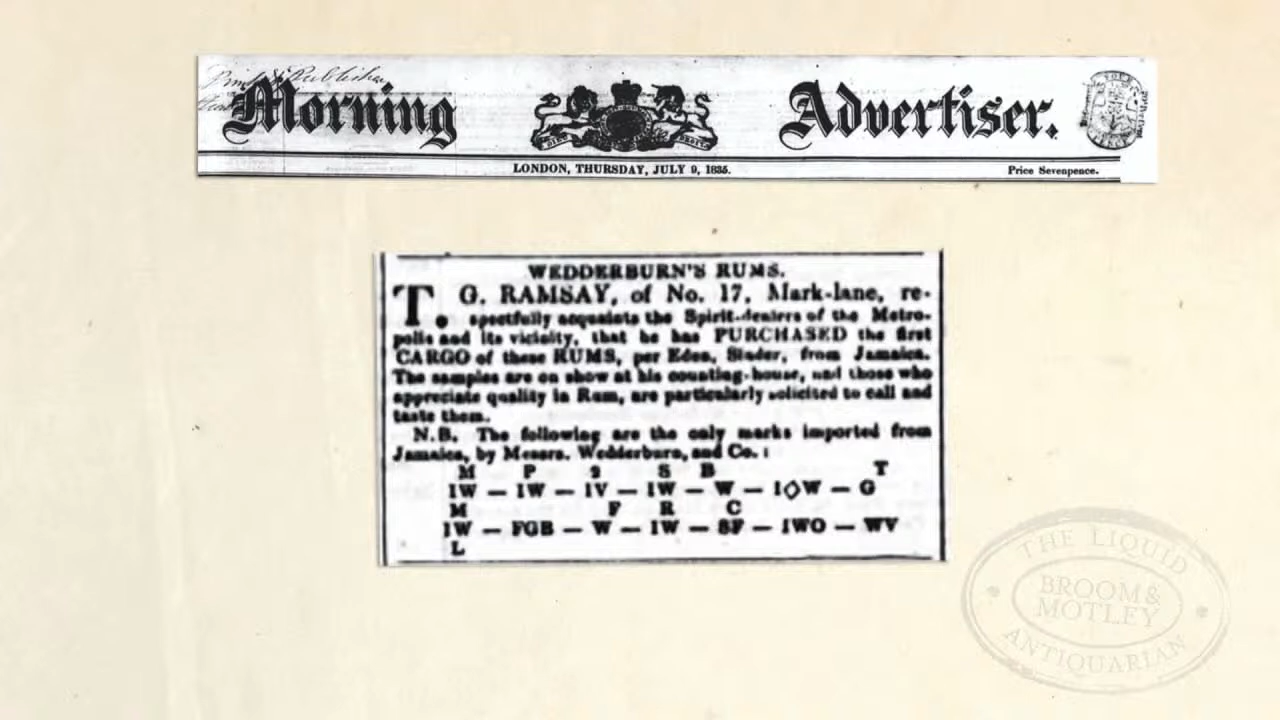 Morning Advertiser.
LONDON, THURSDAY, JULY 9, 1835. Price Sevenpence.
WEDDERBURN'S RUMS.
T. G. RAMSAY, of No. 17, Mark-lane, re-
spectfully acquaints the Spirit-dealers of the Metro-
polis and its vicinity, that he has PURCHASED the first
CARGO of these RUMS, per Eden, Slader, from Jamaica.
The samples are on show at his counting-house, and those who
appreciate quality in Rum, are particularly solicited to call and
taste them.
N.B. The following are the only marks imported from
Jamaica, by Messrs. Wedderburn, and Co. :
M P 2 S B T
IW — IW — IV — IW — W — I◇W — G
M F R C
IW — FGB — W — IW — SF — IWO — WV
L
THE LIQUID
BROOM &
MOTLEY
ANTIQUARIAN